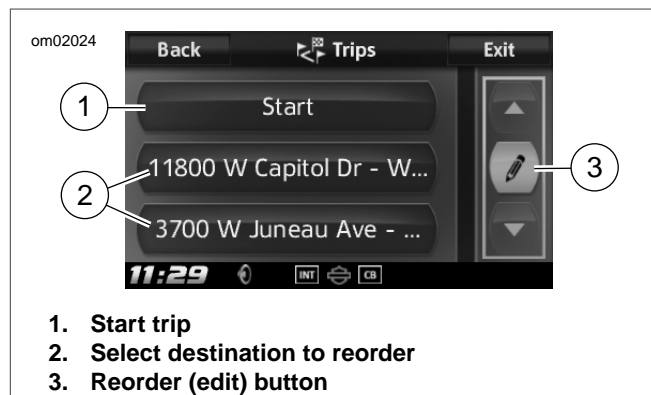 om02024
Back Trips Exit
1 Start
11800 W Capitol Dr - W...
2 3
3700 W Juneau Ave - ...
11:29 INT CB
1. Start trip
2. Select destination to reorder
3. Reorder (edit) button